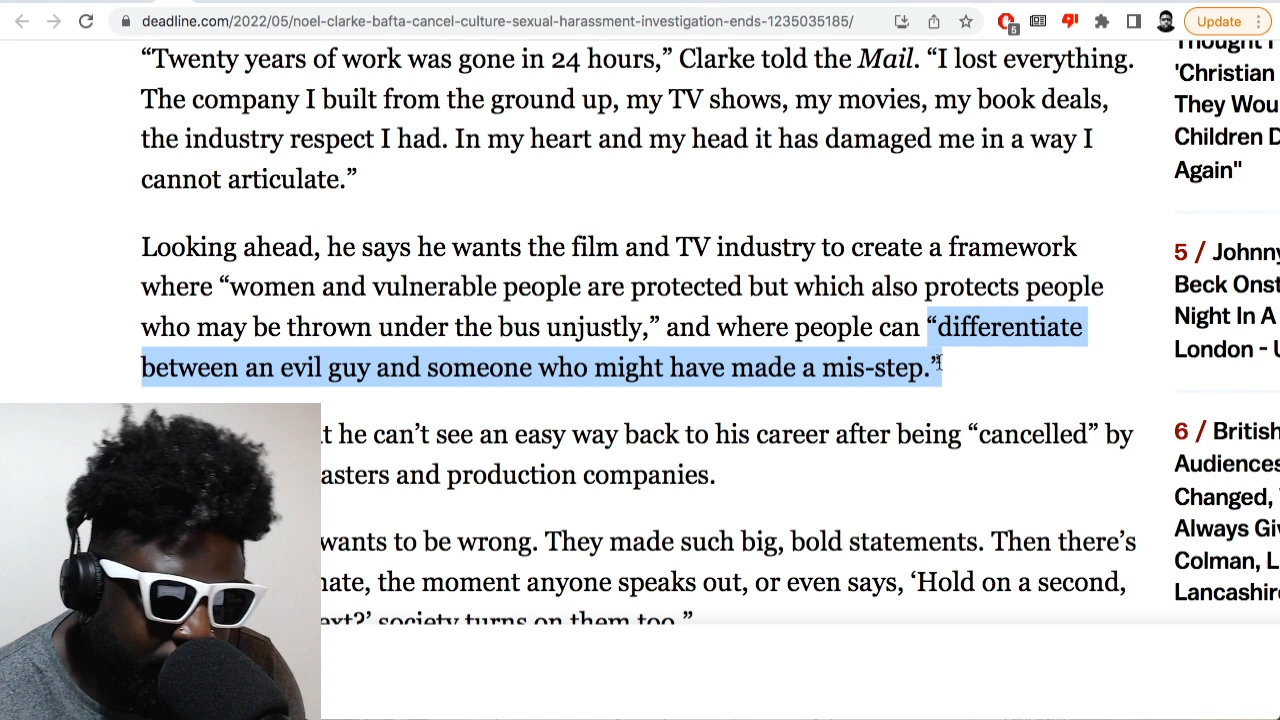 deadline.com/2022/05/noel-clarke-bafta-cancel-culture-sexual-harassment-investigation-ends-1235035185/
5
Update
“Twenty years of work was gone in 24 hours,” Clarke told the Mail. “I lost everything.
The company I built from the ground up, my TV shows, my movies, my book deals,
the industry respect I had. In my heart and my head it has damaged me in a way I
cannot articulate.”
Looking ahead, he says he wants the film and TV industry to create a framework
where “women and vulnerable people are protected but which also protects people
who may be thrown under the bus unjustly,” and where people can “differentiate
between an evil guy and someone who might have made a mis-step.”
he can’t see an easy way back to his career after being “cancelled” by
asters and production companies.
wants to be wrong. They made such big, bold statements. Then there’s
ate, the moment anyone speaks out, or even says, ‘Hold on a second,
ext?’ society turns on them too.”
Thought I
'Christian
They Wou
Children D
Again"
5 / Johnny
Beck Onst
Night In A
London - U
6 / British
Audiences
Changed,
Always Giv
Colman, L
Lancashire